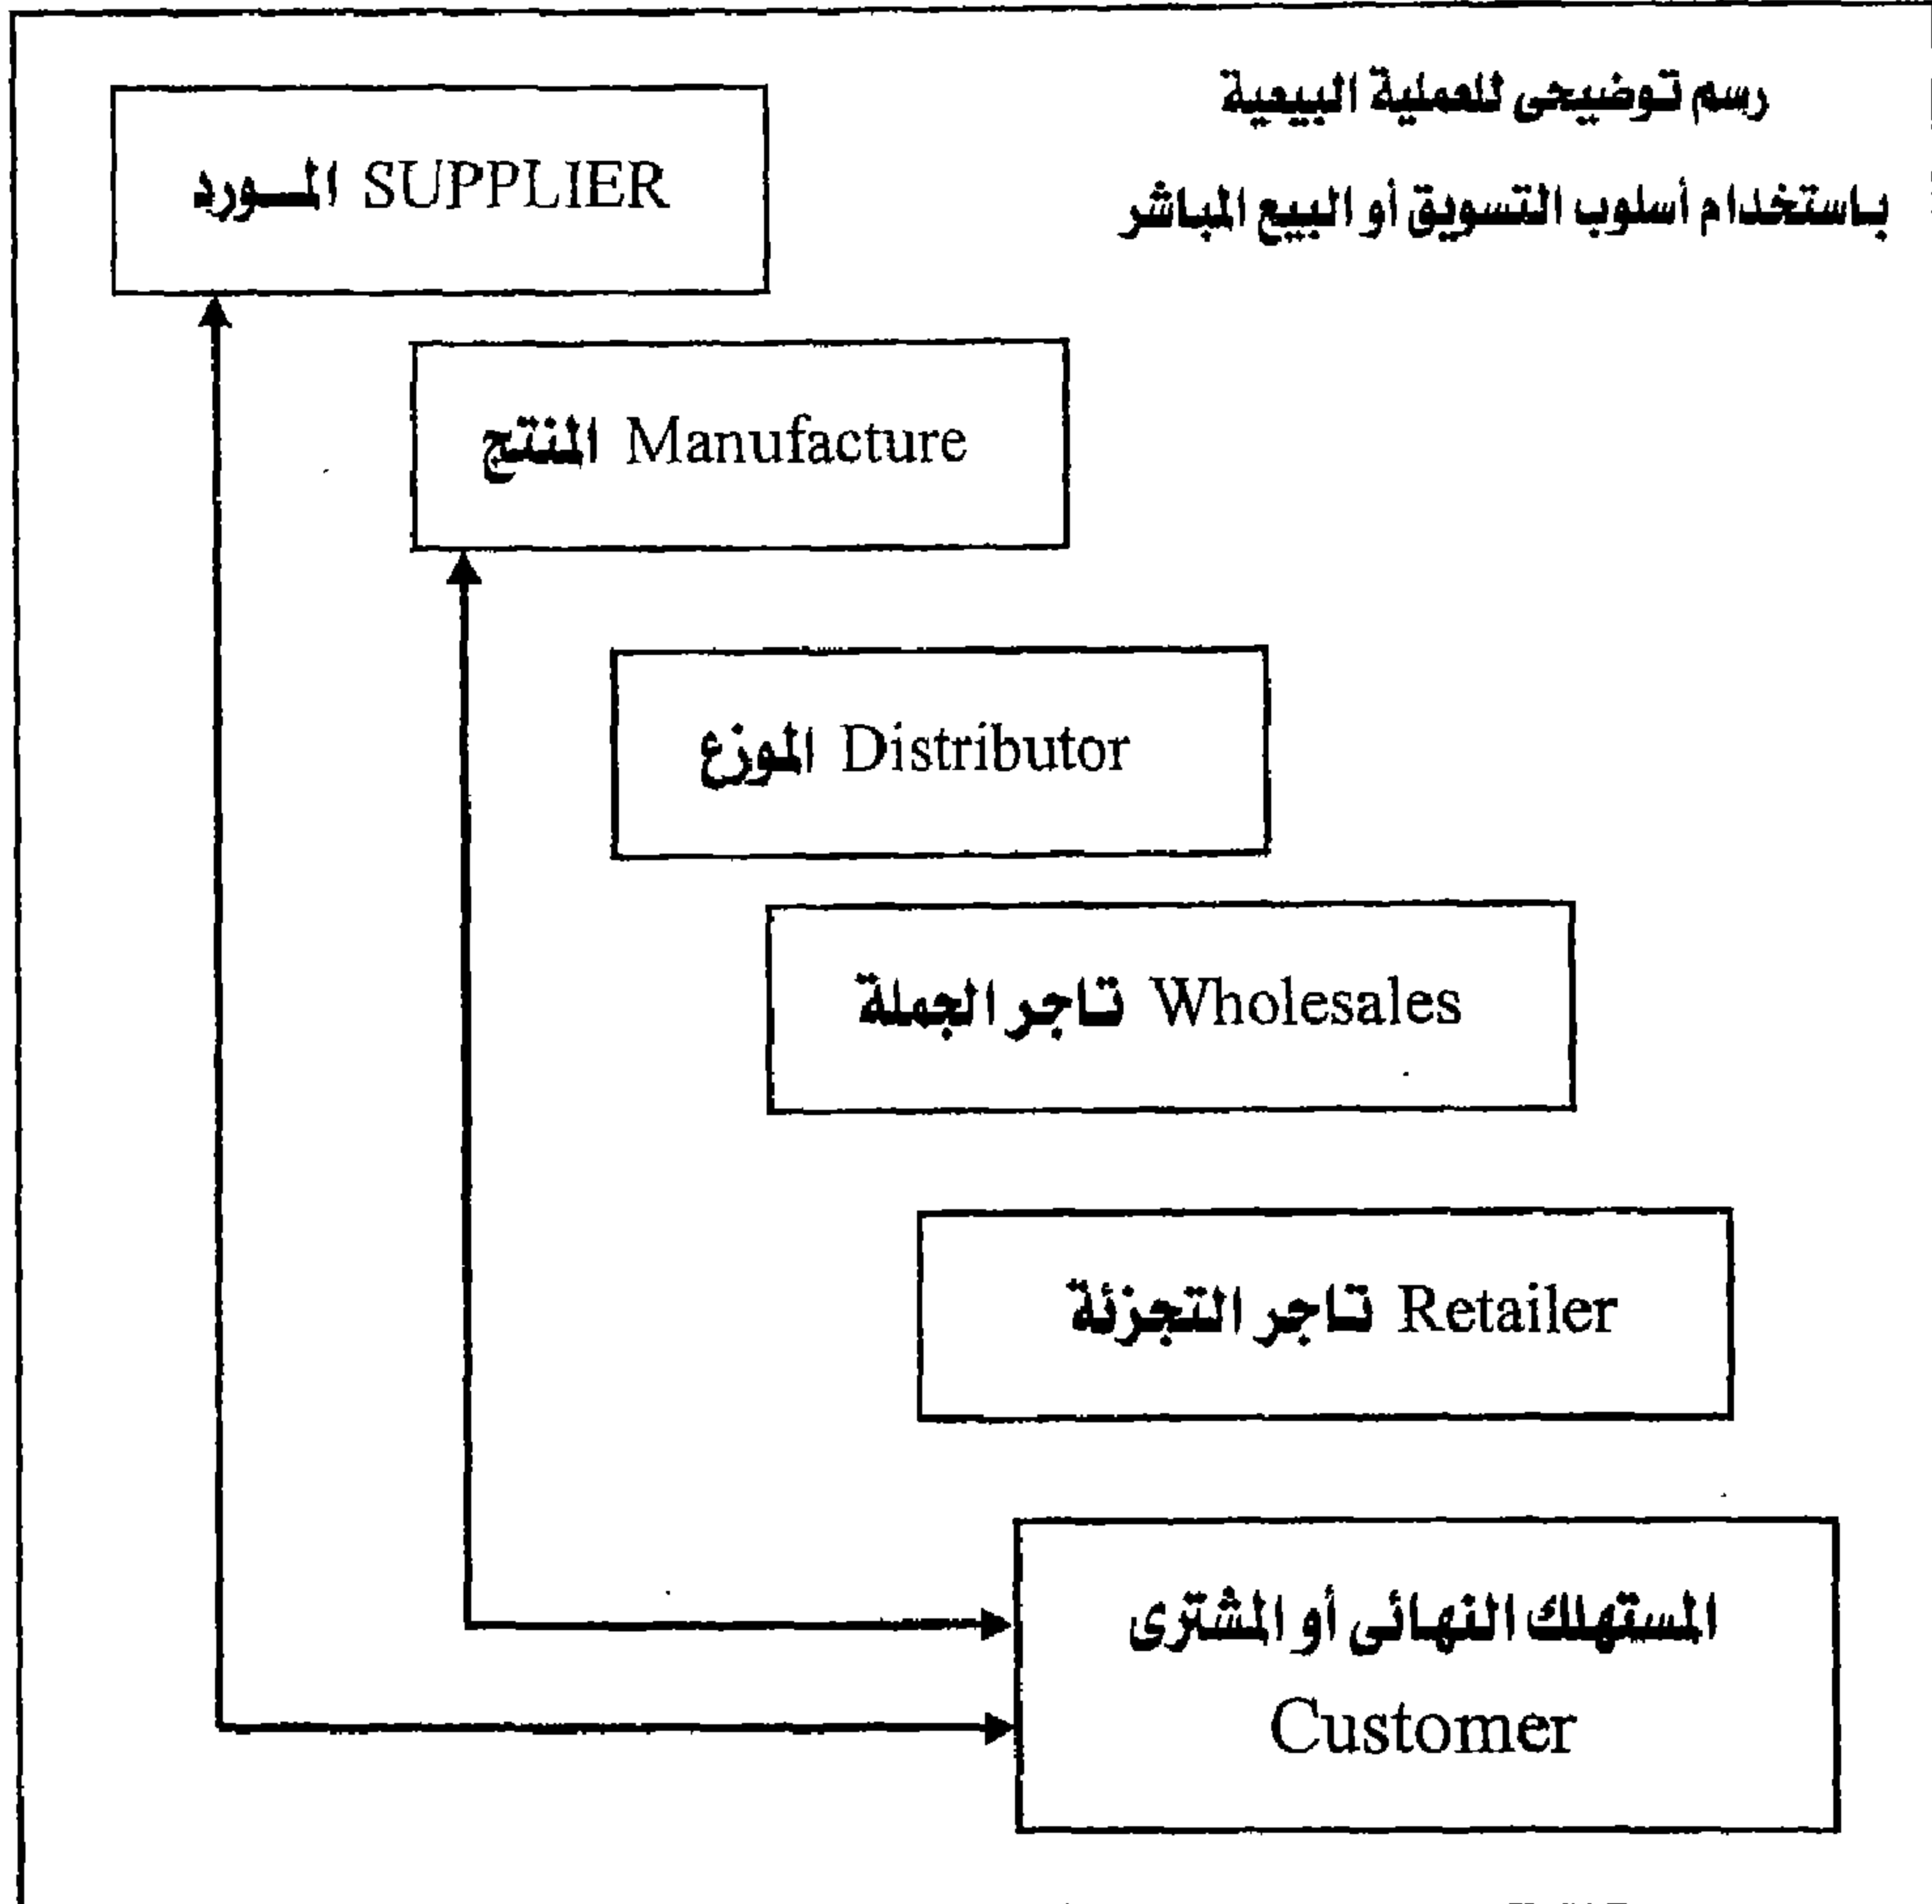 رسم توضيحى للعملية البيعية
باستخدام أسلوب التسويق أو البيع المباشر
المــورد SUPPLIER
المنتج Manufacture
الموزع Distributor
تاجر الجملة Wholesales
تاجر التجزئة Retailer
المستهلك النهائى أو المشترى
Customer